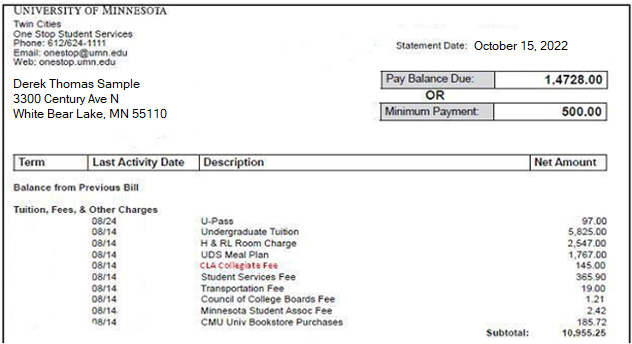 UNIVERSITY OF MINNESOTA
Twin Cities
One Stop Student Services
Phone: 612/624-1111
Email: onestop@umn.edu
Web: onestop.umn.edu
Statement Date: October 15, 2022
Derek Thomas Sample
3300 Century Ave N
White Bear Lake, MN 55110
Pay Balance Due: 1,4728.00
OR
Minimum Payment: 500.00
Term Last Activity Date Description Net Amount
Balance from Previous Bill
Tuition, Fees, & Other Charges
08/24 U-Pass 97.00
08/14 Undergraduate Tuition 5,825.00
08/14 H & RL Room Charge 2,547.00
08/14 UDS Meal Plan 1,767.00
08/14 CLA Collegiate Fee 145.00
08/14 Student Services Fee 365.90
08/14 Transportation Fee 19.00
08/14 Council of College Boards Fee 1.21
08/14 Minnesota Student Assoc Fee 2.42
08/14 CMU Univ Bookstore Purchases 185.72
Subtotal: 10,955.25